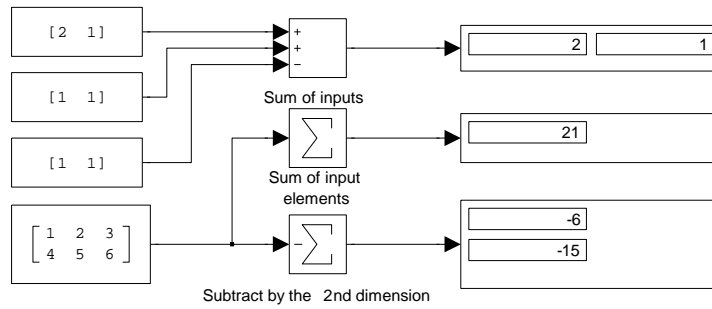 [2 1]
+
+
−
2 1
[1 1]
Sum of inputs
[1 1]
21
Sum of input
elements
1 2 3
4 5 6
−
-6
-15
Subtract by the 2nd dimension